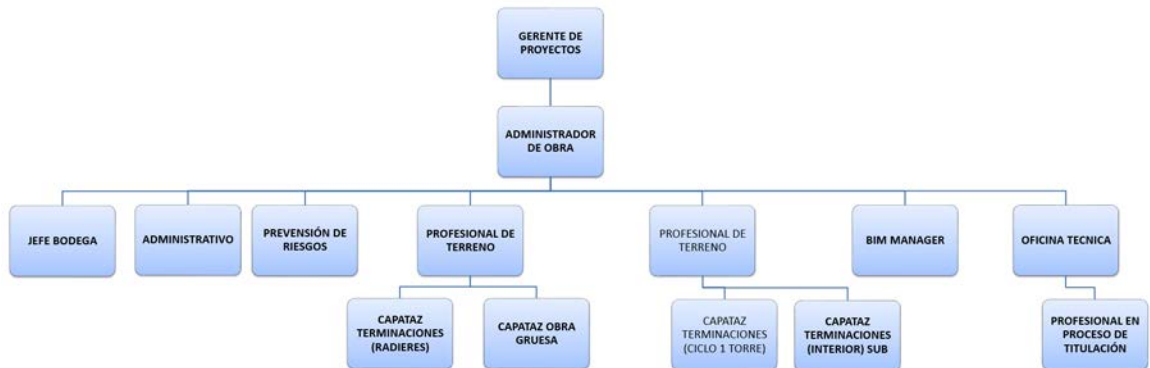 GERENTE DE
PROYECTOS
ADMINISTRADOR
DE OBRA
JEFE BODEGA
ADMINISTRATIVO
PREVENCIÓN DE
RIESGOS
PROFESIONAL DE
TERRENO
PROFESIONAL DE
TERRENO
BIM MANAGER
OFICINA TECNICA
CAPATAZ
TERMINACIONES
(RADIERES)
CAPATAZ OBRA
GRUESA
CAPATAZ
TERMINACIONES
(CICLO 1 TORRE)
CAPATAZ
TERMINACIONES
(INTERIOR) SUB
PROFESIONAL EN
PROCESO DE
TITULACIÓN